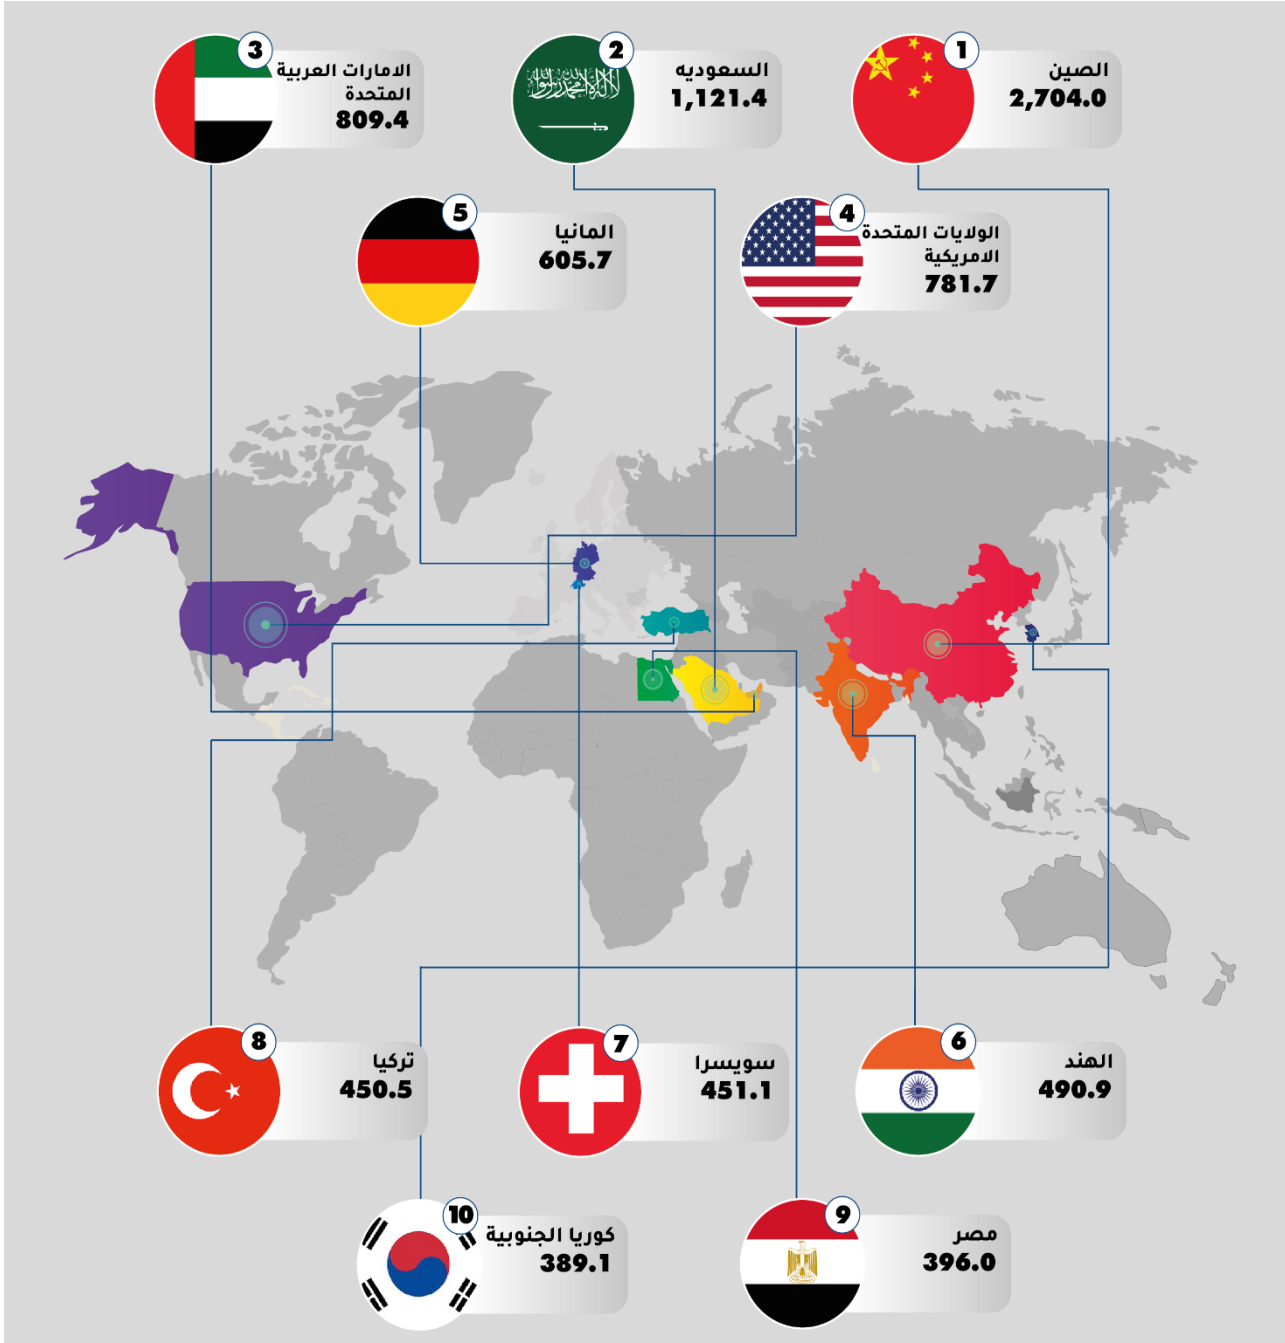 1
الصين
2,704.0
2
السعوديه
1,121.4
3
الامارات العربية
المتحدة
809.4
4
الولايات المتحدة
الامريكية
781.7
5
المانيا
605.7
6
الهند
490.9
7
سويسرا
451.1
8
تركيا
450.5
9
مصر
396.0
10
كوريا الجنوبية
389.1